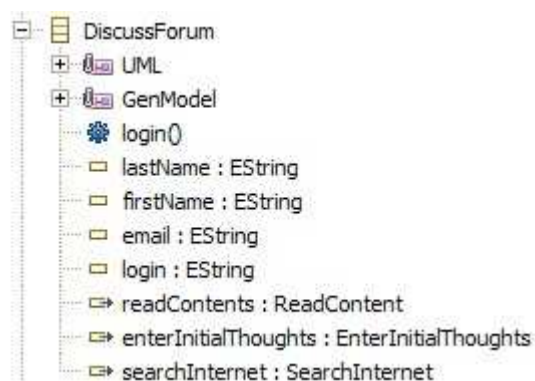 DiscussForum
UML
GenModel
login()
lastName : EString
firstName : EString
email : EString
login : EString
readContents : ReadContent
enterInitialThoughts : EnterInitialThoughts
searchInternet : SearchInternet